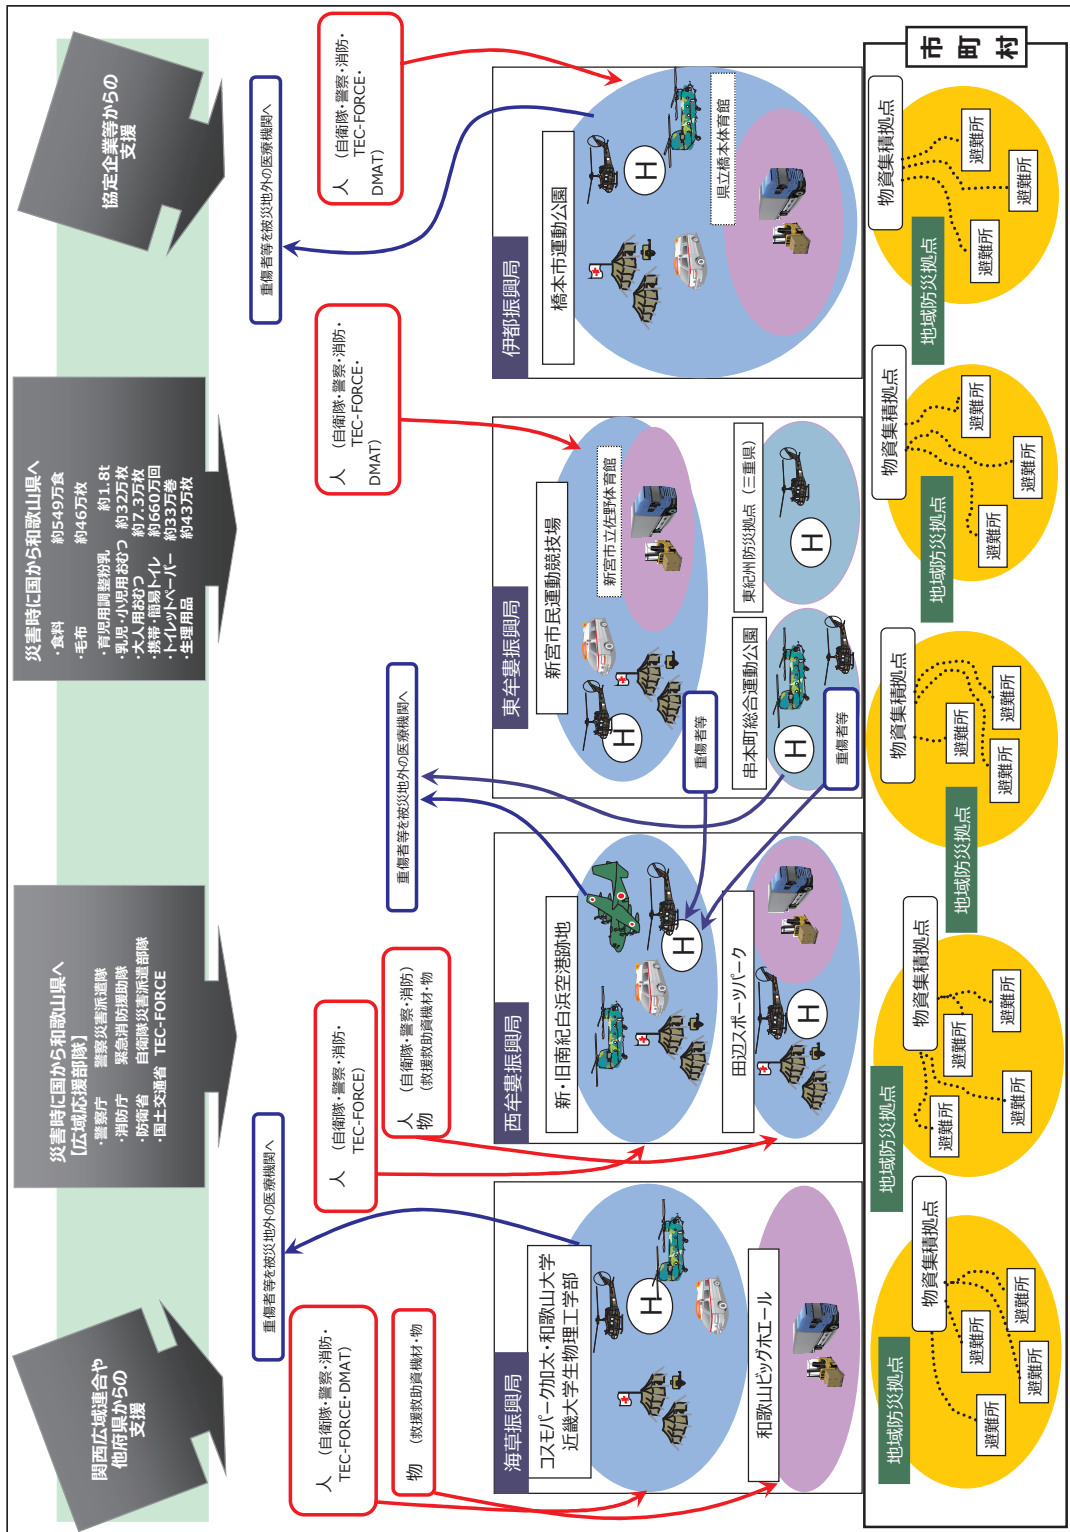 関西広域連合や
他府県からの
支援
災害時に国から和歌山県へ
【広域応援部隊】
・警察庁 警察災害派遣隊
・消防庁 緊急消防援助隊
・防衛省 自衛隊災害派遣部隊
・国土交通省 TEC-FORCE
災害時に国から和歌山県へ
・食料 約549万食
・毛布 約46万枚
・育児用調整粉乳 約1.8t
・乳児・小児用おむつ 約322万枚
・大人用おむつ 約7.3万枚
・携帯・簡易トイレ 約660万回
・トイレットペーパー 約33万巻
・生理用品 約43万枚
協定企業等からの
支援
重傷者等を被災地外の医療機関へ
重傷者等を被災地外の医療機関へ
重傷者等を被災地外の医療機関へ
人 (自衛隊・警察・消防・
TEC-FORCE・DMAT)
物 (救援救助資機材・物
人 (自衛隊・警察・消防・
TEC-FORCE)
人 (自衛隊・警察・消防)
物 (救援救助資機材・物
人 (自衛隊・警察・消防・
TEC-FORCE・
DMAT)
人 (自衛隊・警察・消防・
TEC-FORCE・
DMAT)
海草振興局
コスモパーク加太・和歌山大学
近畿大学生物理工学部
H
和歌山ビッグホエール
西牟婁振興局
新・旧南紀白浜空港跡地
H
田辺スポーツパーク
H
東牟婁振興局
新宮市民運動競技場
H
新宮市立佐野体育館
重傷者等
串本町総合運動公園
H
重傷者等
東紀州防災拠点(三重県)
H
伊都振興局
橋本市運動公園
H
県立橋本体育館
地域防災拠点
物資集積拠点
避難所
避難所
避難所
避難所
地域防災拠点
物資集積拠点
避難所
避難所
避難所
避難所
地域防災拠点
物資集積拠点
避難所
避難所
避難所
地域防災拠点
物資集積拠点
避難所
避難所
避難所
地域防災拠点
物資集積拠点
避難所
避難所
避難所
市町村